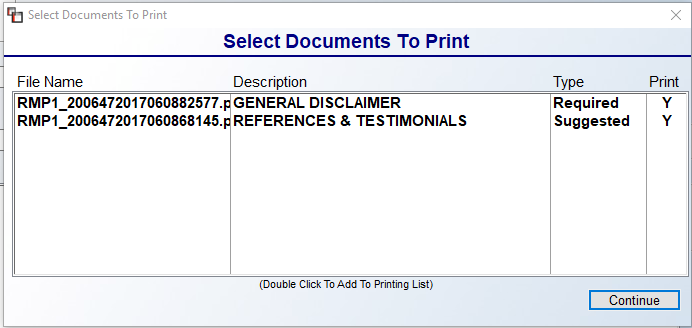 Select Documents To Print
Select Documents To Print
File Name Description Type Print
RMP1_2006472017060882577.p GENERAL DISCLAIMER Required Y
RMP1_2006472017060868145.p REFERENCES & TESTIMONIALS Suggested Y
(Double Click To Add To Printing List)
Continue